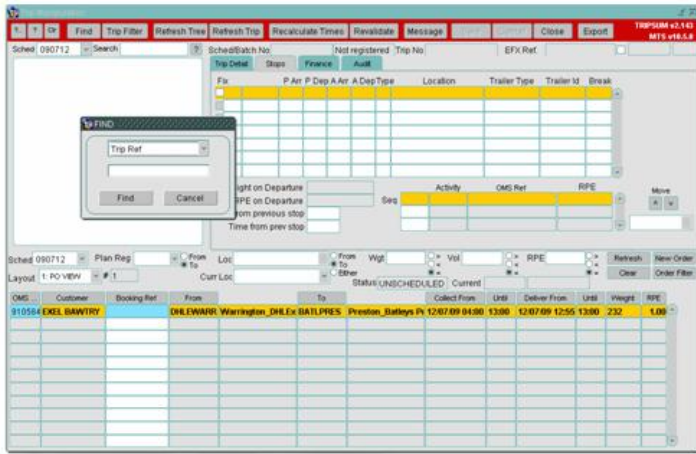 ? Clr Find Trip Filter Refresh Tree Refresh Trip Recalculate Times Revalidate Message Close Export TRIPSUM v2.143
MTS v10.5.0
Sched 090712 Search ? Sched/Batch No Not registered Trip No EFX Ref.
Trip Detail Stops Finance Audit
Fix P Arr P Dep A Arr A Dep Type Location Trailer Type Trailer Id Break
FIND
Trip Ref
Find Cancel
ght on Departure Activity OMS Ref RPE Move
RPE on Departure Seq
rom previous stop
Time from prev stop
Sched 090712 Plan Reg From Loc From Wgt > Vol > RPE > Refresh New Order
To To < < <
Layout 1: PO VIEW # 1 Curr Loc Either Clear Order Filter
Status UNSCHEDULED Current
OMS ... Customer Booking Ref From To Collect From Until Deliver From Until Weight RPE
910584 EXEL BAWTRY DHLEWARR Warrington_DHLEx BATLPRES Preston_Batleys Pr 12/07/09 04:00 13:00 12/07/09 12:55 13:00 232 1.00